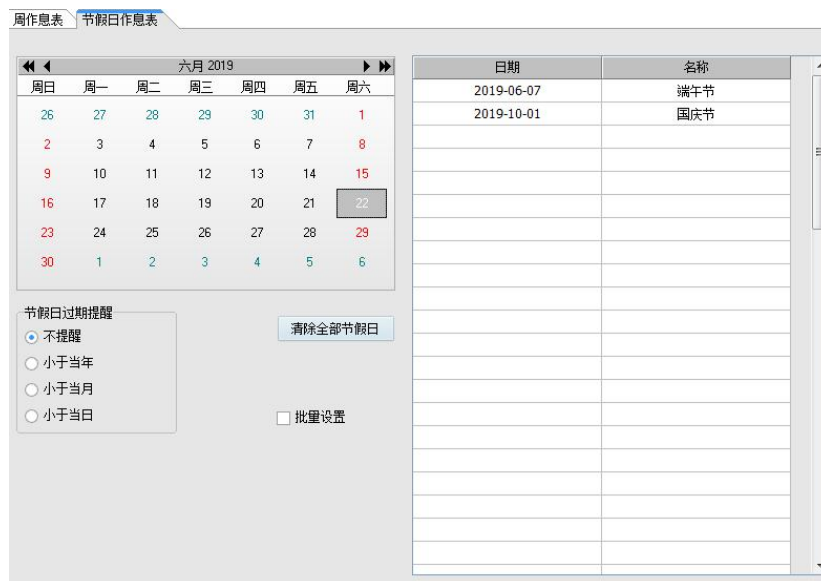 周作息表 节假日作息表
六月 2019
周日 周一 周二 周三 周四 周五 周六
26 27 28 29 30 31 1
2 3 4 5 6 7 8
9 10 11 12 13 14 15
16 17 18 19 20 21 22
23 24 25 26 27 28 29
30 1 2 3 4 5 6
节假日过期提醒
不提醒
小于当年
小于当月
小于当日
清除全部节假日
批量设置
日期 名称
2019-06-07 端午节
2019-10-01 国庆节